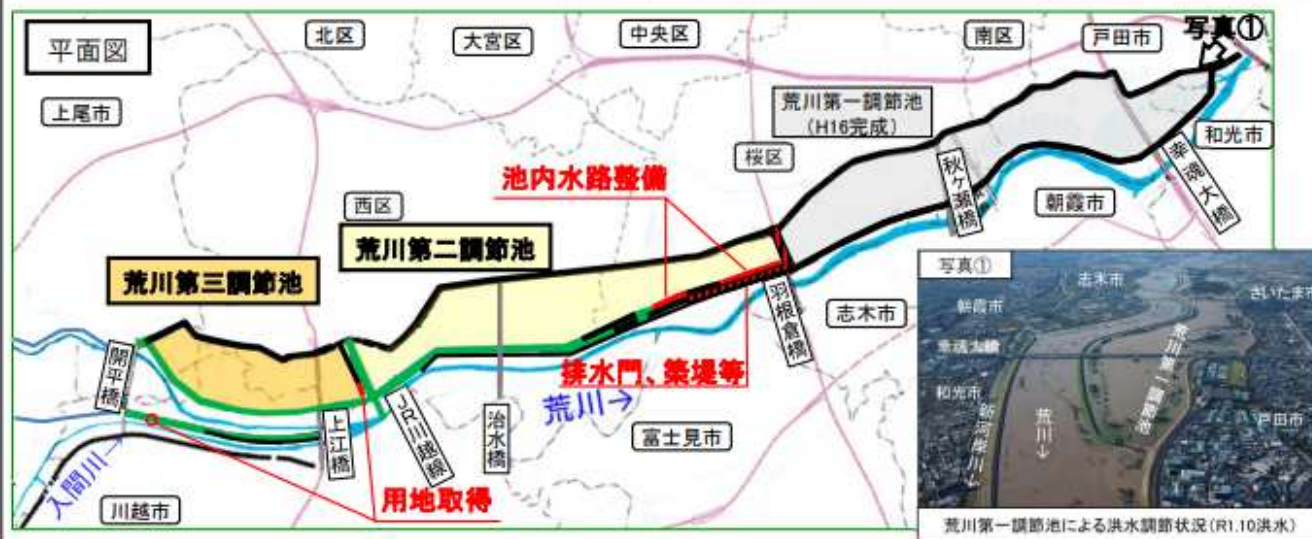 平面図
北区
大宮区
中央区
南区
戸田市
写真①
上尾市
荒川第一調節池
(H16完成)
和光市
桜区
秋ヶ瀬橋
幸魂大橋
池内水路整備
朝霞市
西区
荒川第二調節池
荒川第三調節池
羽根倉橋
志木市
開平橋
排水門、築堤等
荒川→
上江橋
JR川越線
治水橋
富士見市
入間川→
用地取得
川越市
写真①
志木市
さいたま市
朝霞市
幸魂大橋
荒川第一調節池
和光市
新河岸川→
荒川→
戸田市
荒川第一調節池による洪水調節状況(R1.10洪水)